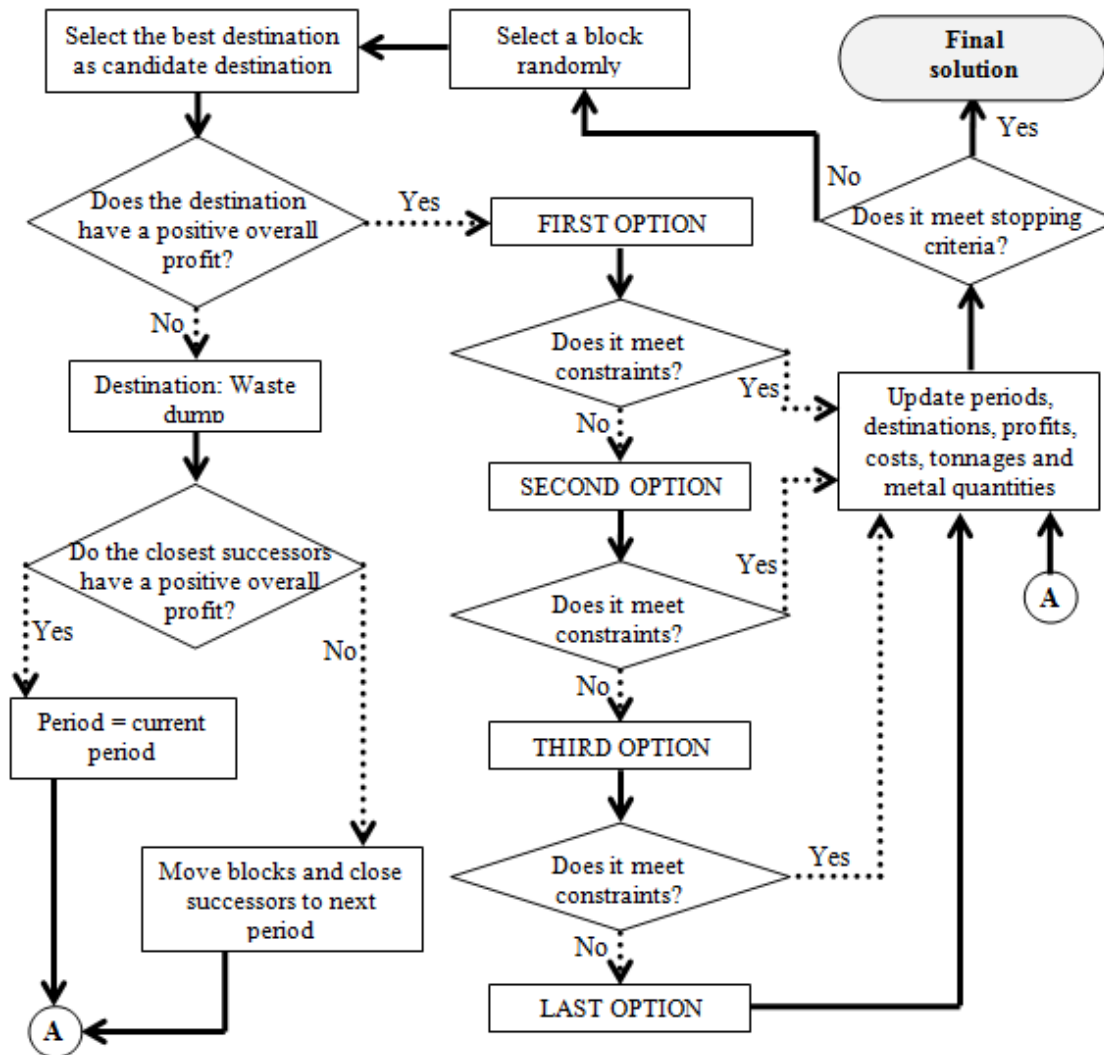 Select the best destination
as candidate destination
Select a block
randomly
Final
solution
Yes
No
Does it meet stopping
criteria?
Does the destination
have a positive overall
profit?
Yes
FIRST OPTION
No
Does it meet
constraints?
Yes
No
Destination: Waste
dump
Update periods,
destinations, profits,
costs, tonnages and
metal quantities
SECOND OPTION
Do the closest successors
have a positive overall
profit?
Yes
No
Does it meet
constraints?
Yes
No
A
Period = current
period
THIRD OPTION
Move blocks and close
successors to next
period
Does it meet
constraints?
Yes
No
LAST OPTION
A